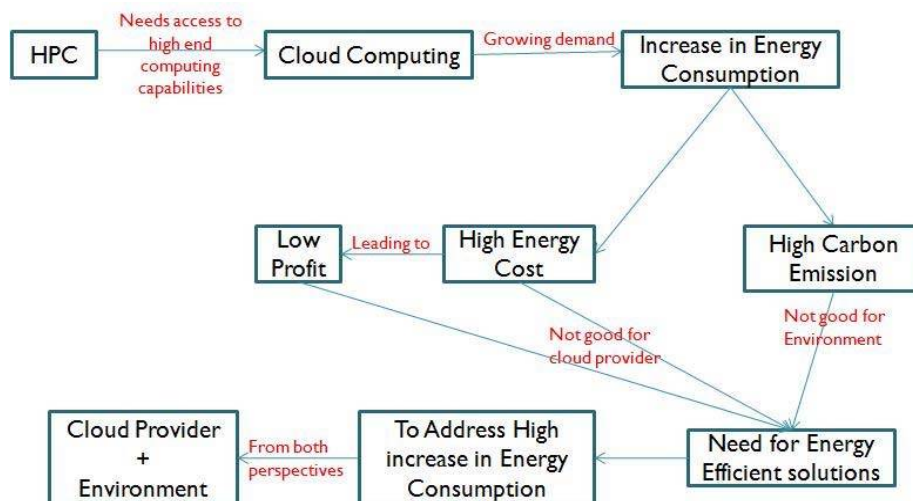 Needs access to
high end
computing
capabilities
HPC
Cloud Computing
Growing demand
Increase in Energy
Consumption
Low
Profit
Leading to
High Energy
Cost
High Carbon
Emission
Not good for
cloud provider
Not good for
Environment
Cloud Provider
+
Environment
From both
perspectives
To Address High
increase in Energy
Consumption
Need for Energy
Efficient solutions